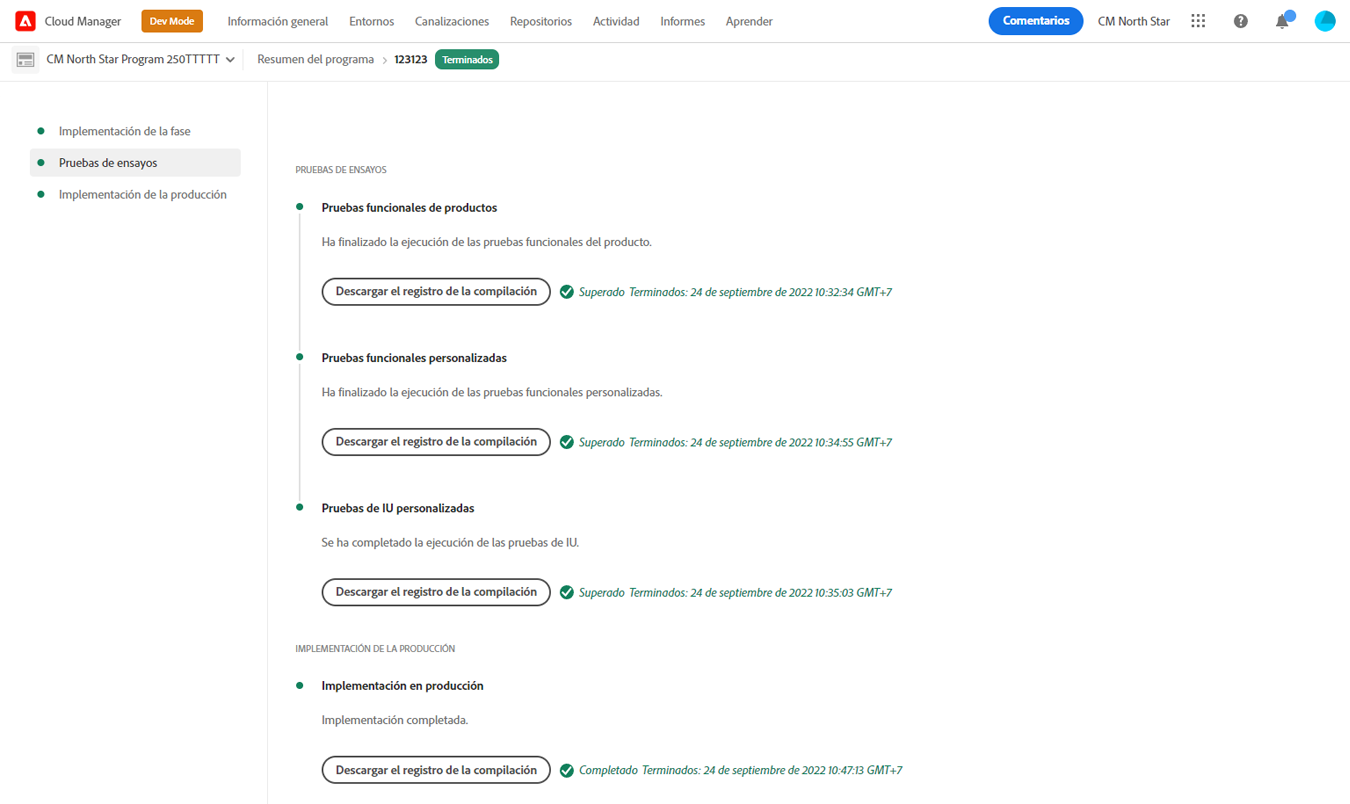 Cloud Manager Dev Mode Información general Entornos Canalizaciones Repositorios Actividad Informes Aprender Comentarios CM North Star
CM North Star Program 250TTTTT Resumen del programa > 123123 Terminados
Implementación de la fase
Pruebas de ensayos
Implementación de la producción
PRUEBAS DE ENSAYOS
Pruebas funcionales de productos
Ha finalizado la ejecución de las pruebas funcionales del producto.
Descargar el registro de la compilación Superado Terminados: 24 de septiembre de 2022 10:32:34 GMT+7
Pruebas funcionales personalizadas
Ha finalizado la ejecución de las pruebas funcionales personalizadas.
Descargar el registro de la compilación Superado Terminados: 24 de septiembre de 2022 10:34:55 GMT+7
Pruebas de IU personalizadas
Se ha completado la ejecución de las pruebas de IU.
Descargar el registro de la compilación Superado Terminados: 24 de septiembre de 2022 10:35:03 GMT+7
IMPLEMENTACIÓN DE LA PRODUCCIÓN
Implementación en producción
Implementación completada.
Descargar el registro de la compilación Completado Terminados: 24 de septiembre de 2022 10:47:13 GMT+7